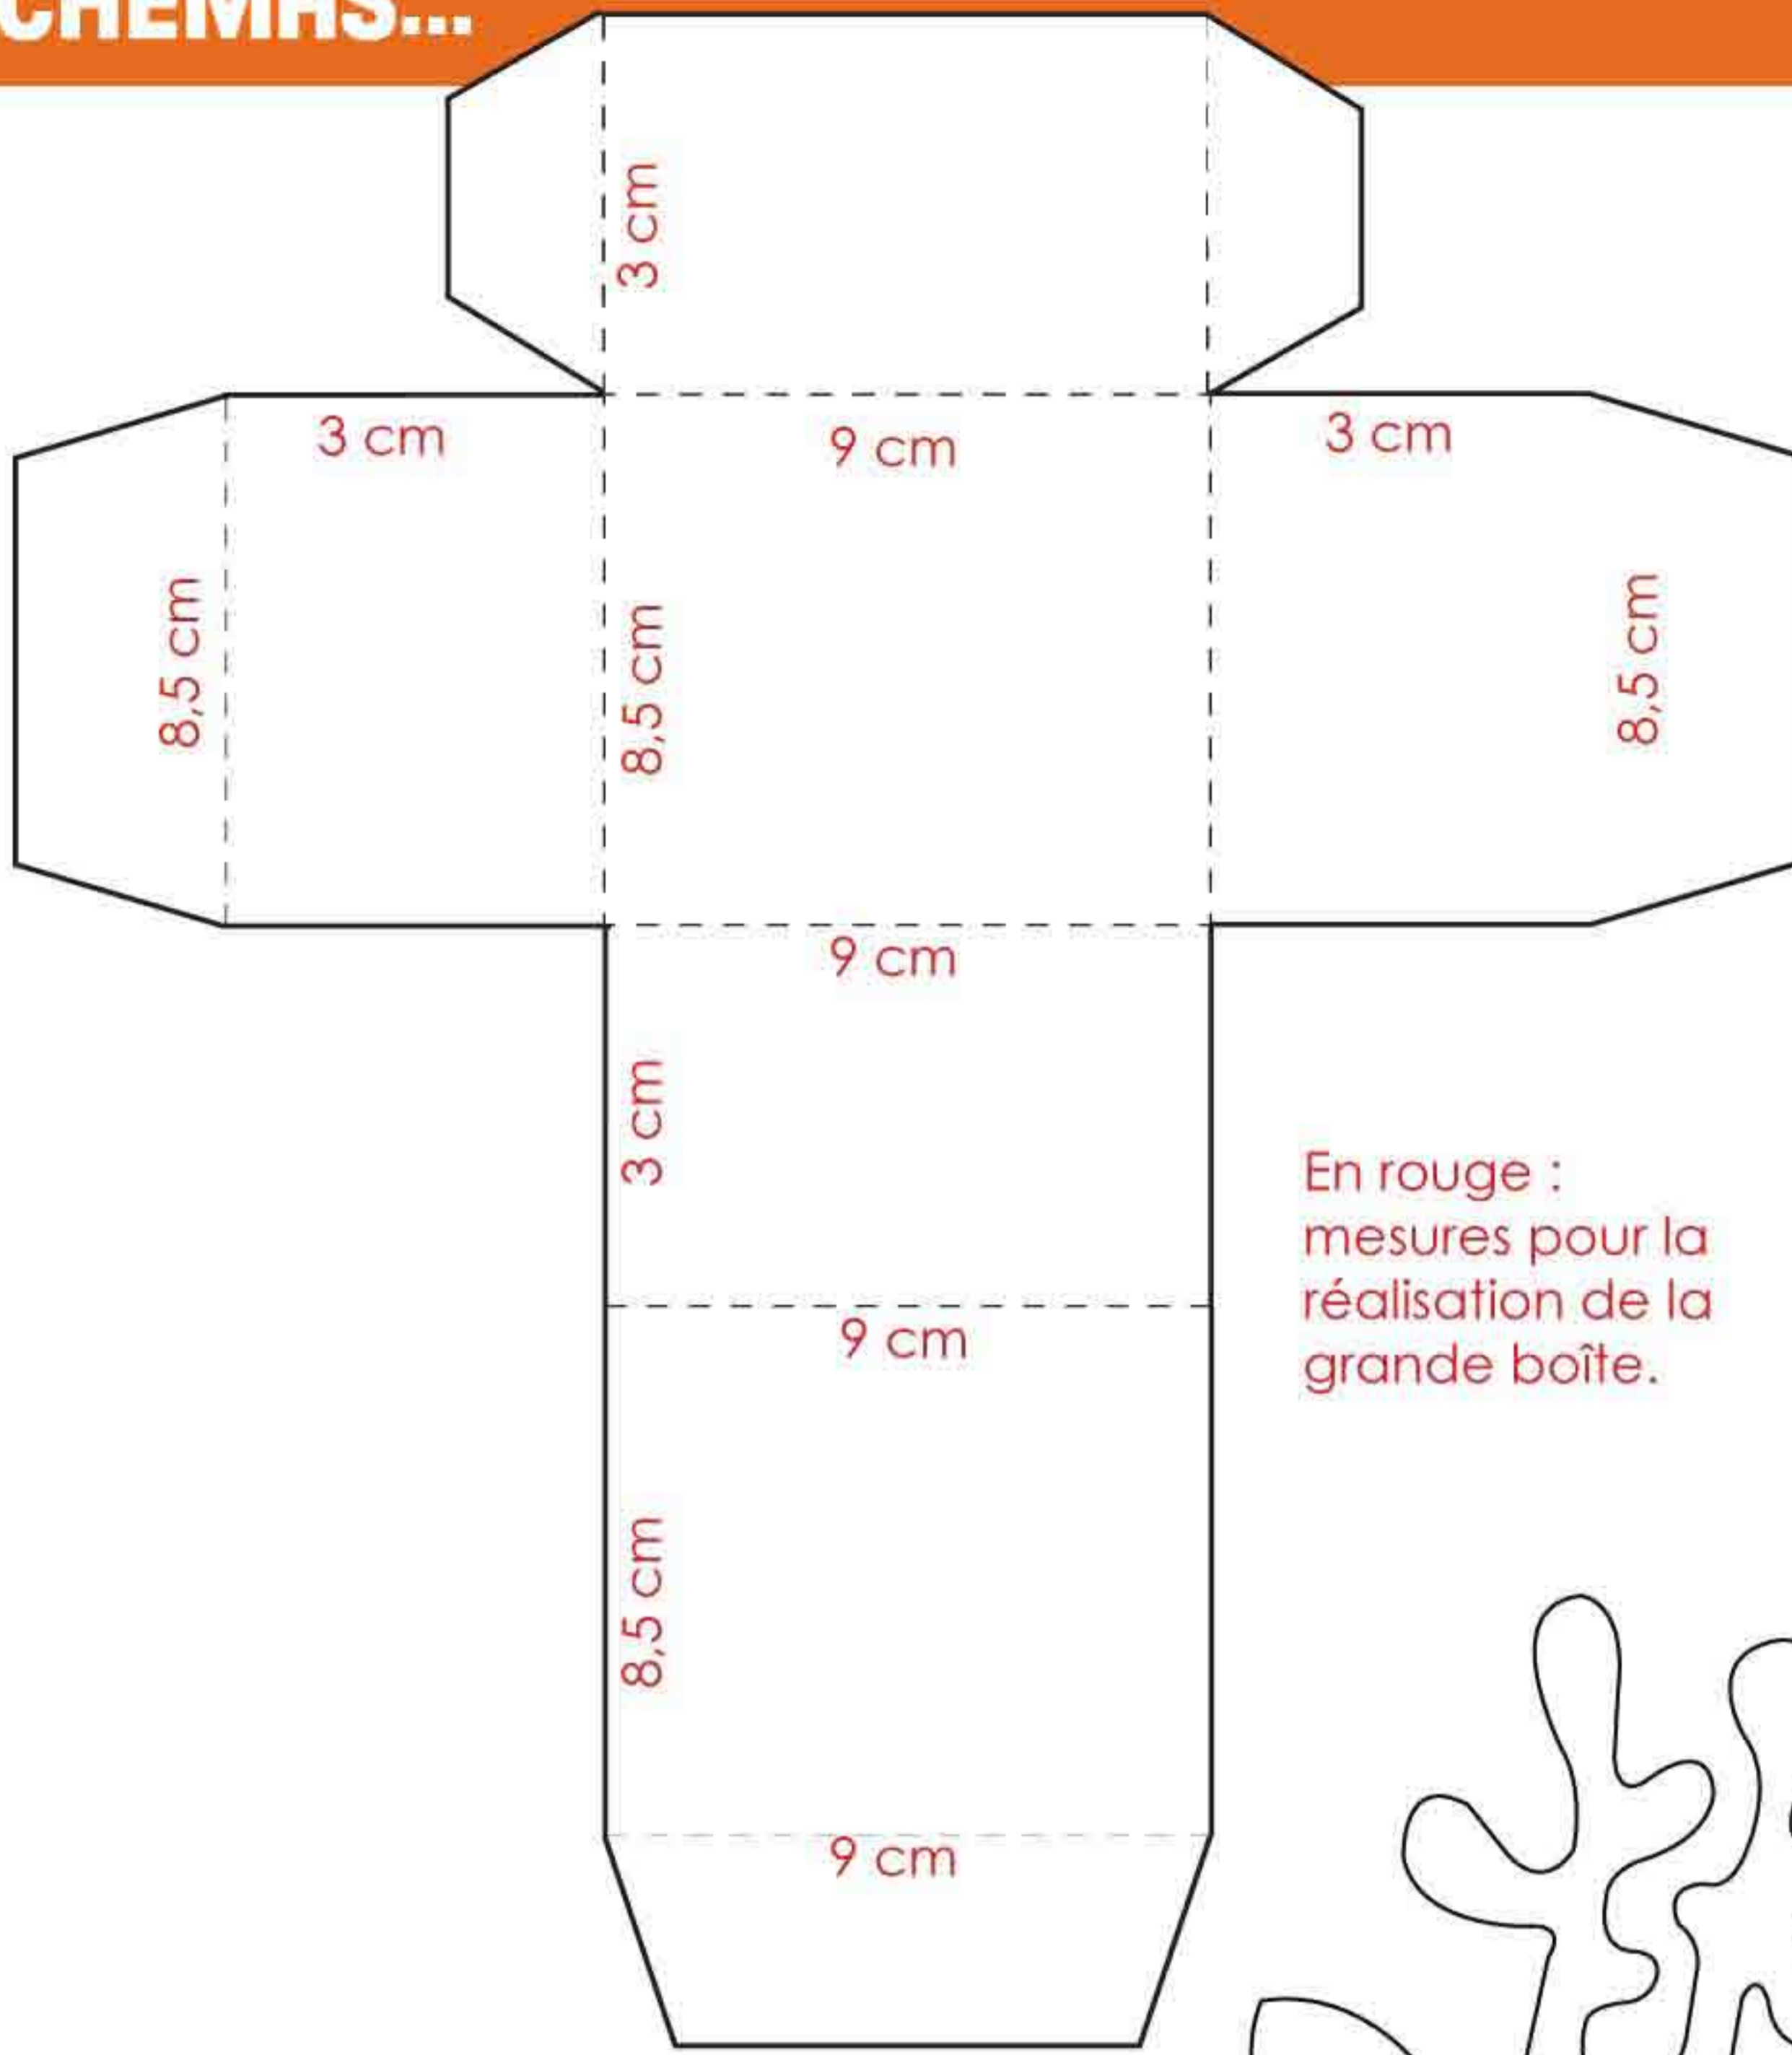 CHEMAS...
3 cm
3 cm
9 cm
3 cm
8,5 cm
8,5 cm
8,5 cm
9 cm
3 cm
En rouge :
mesures pour la
réalisation de la
grande boîte.
9 cm
8,5 cm
9 cm